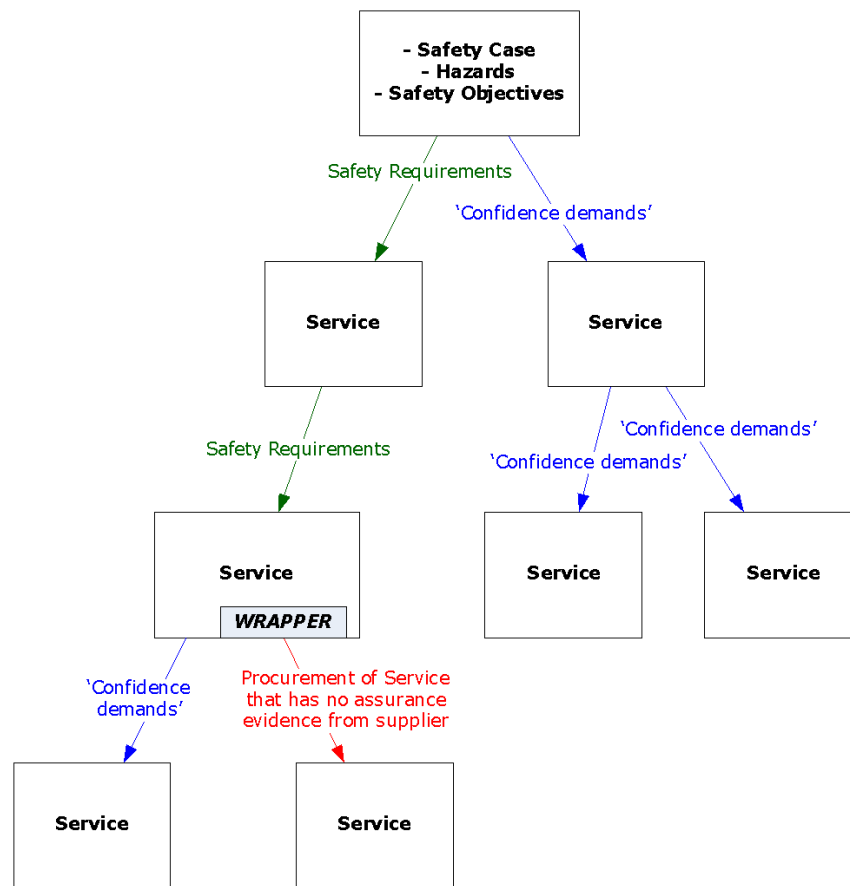 - Safety Case
- Hazards
- Safety Objectives
Safety Requirements
‘Confidence demands’
Service
Service
‘Confidence demands’
Safety Requirements
‘Confidence demands’
Service
Service
Service
WRAPPER
‘Confidence
demands’
Procurement of Service
that has no assurance
evidence from supplier
Service
Service